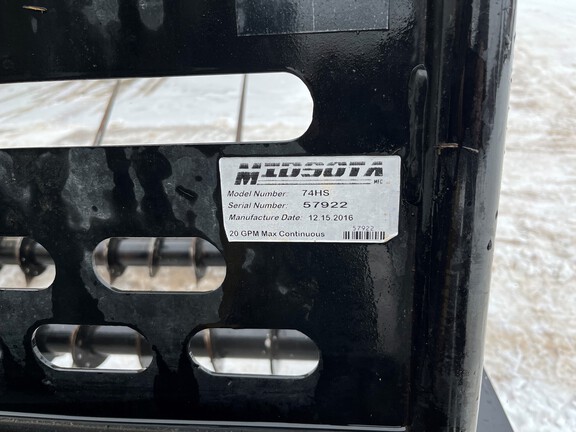 MIDSOTA
MFG
Model Number: 74HS
Serial Number: 57922
Manufacture Date: 12.15.2016
20 GPM Max Continuous
57922